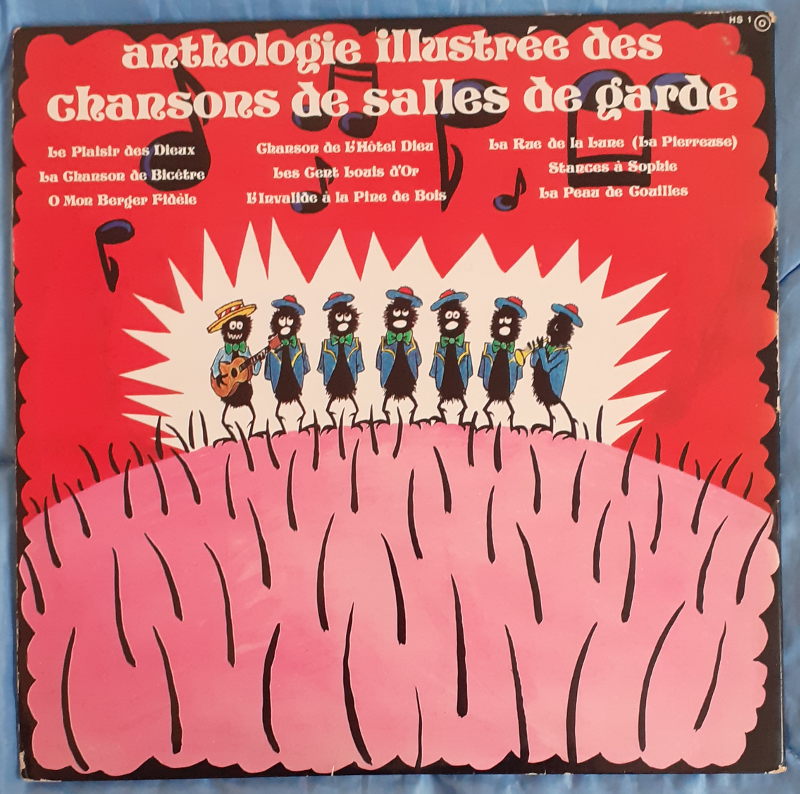 HS 1 O
anthologie illustrée des
chansons de salles de garde
Le Plaisir des Dieux
La Chanson de Bicêtre
O Mon Berger Fidèle
Chanson de L'Hôtel Dieu
Les Cent Louis d'Or
L'Invalide à la Pine de Bois
La Rue de la Lune (La Pierreuse)
Stances à Sophie
La Peau de Couilles